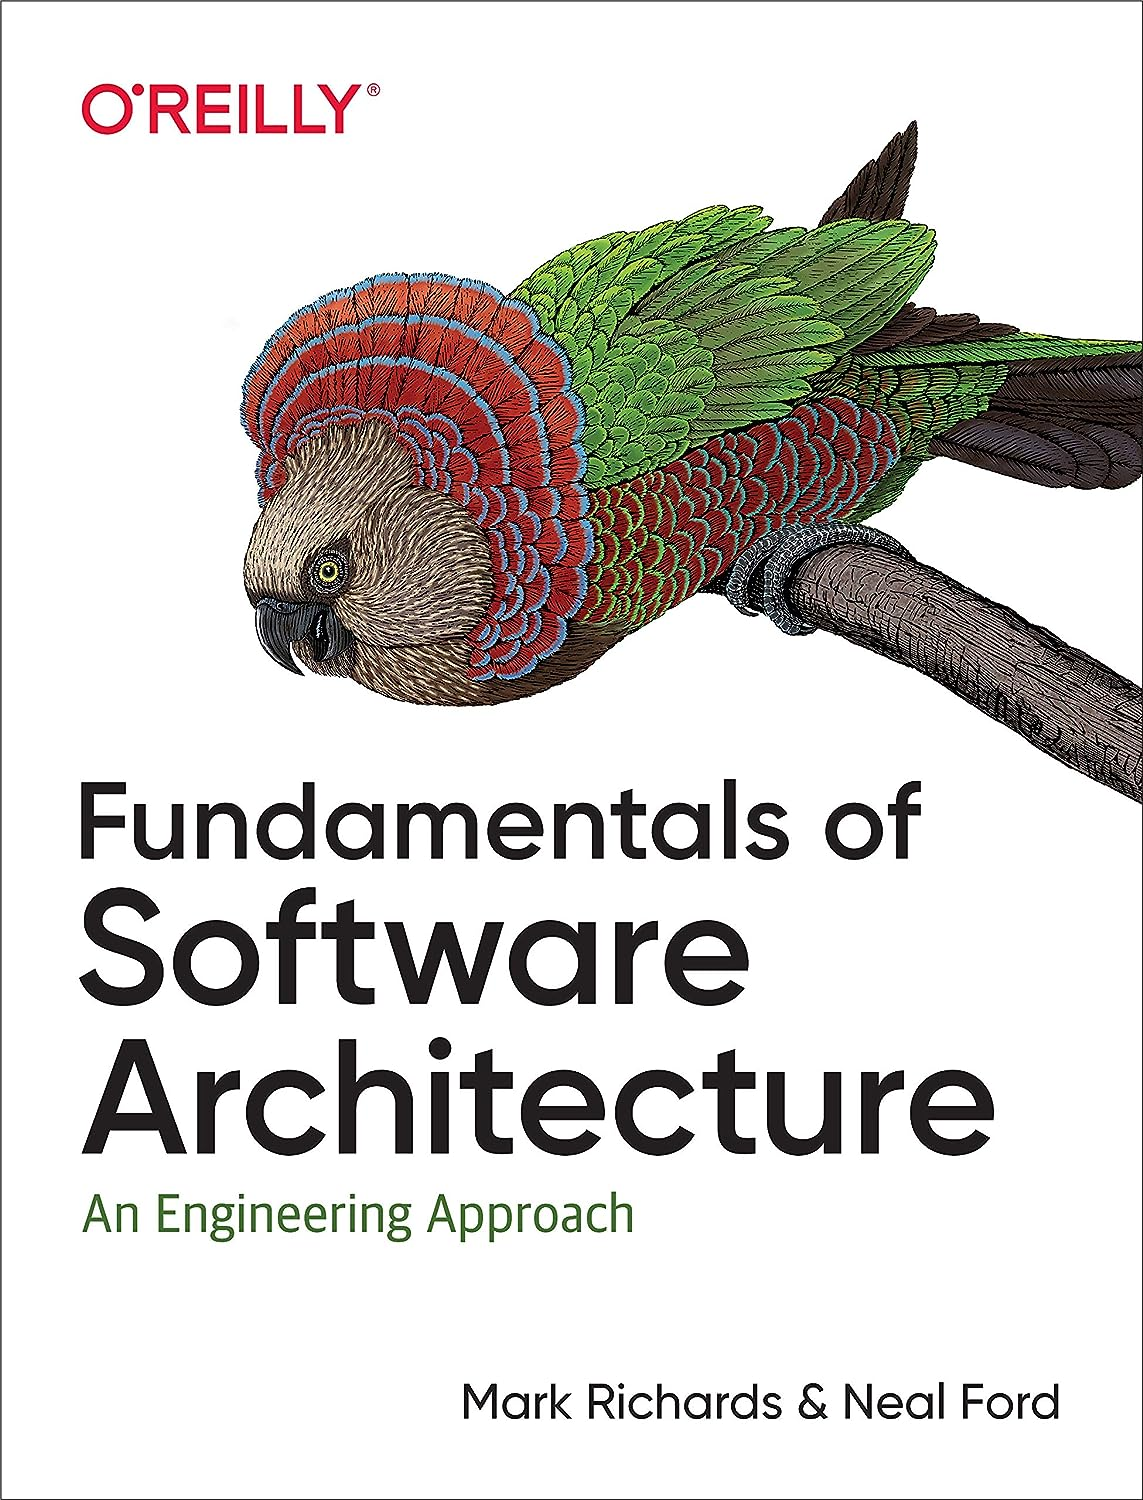 O'REILLY®
Fundamentals of
Software
Architecture
An Engineering Approach
Mark Richards & Neal Ford